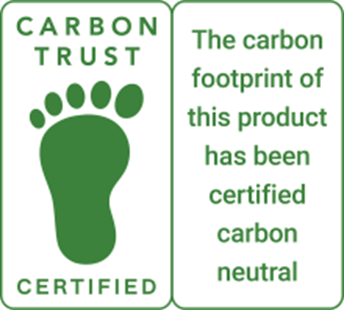 CARBON
TRUST
CERTIFIED
The carbon
footprint of
this product
has been
certified
carbon
neutral